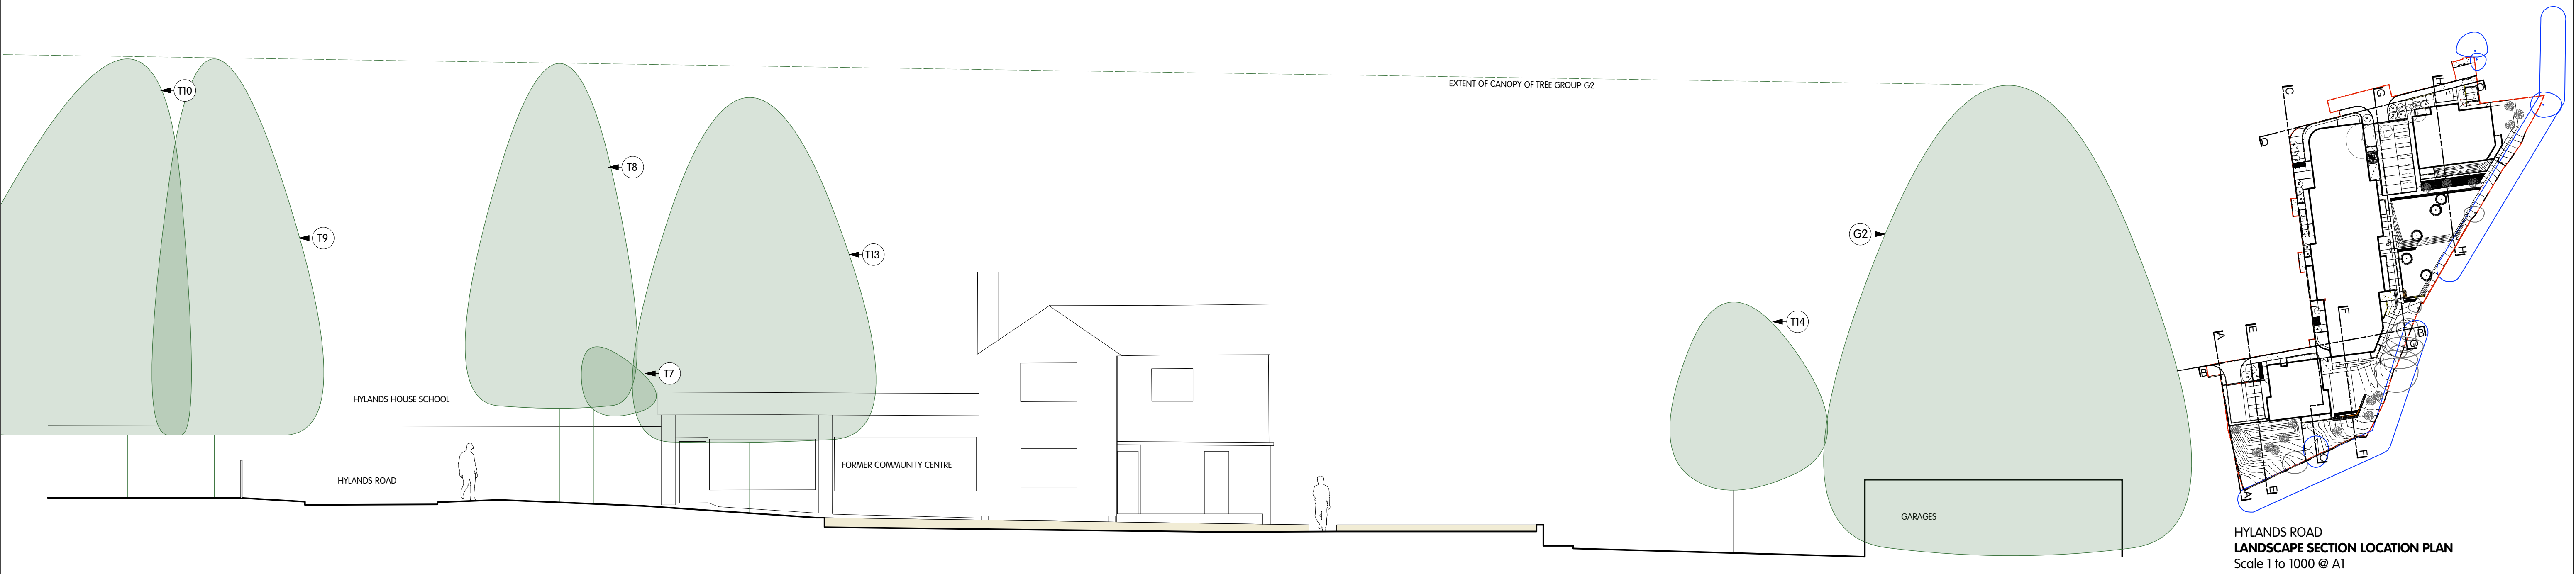 EXTENT OF CANOPY OF TREE GROUP G2
T10
T8
T9
T13
G2
T14
T7
HYLANDS HOUSE SCHOOL
FORMER COMMUNITY CENTRE
HYLANDS ROAD
GARAGES
C
G
H
D
D
H
A
E
F
B
B
G
C
F
A
E
HYLANDS ROAD
LANDSCAPE SECTION LOCATION PLAN
Scale 1 to 1000 @ A1